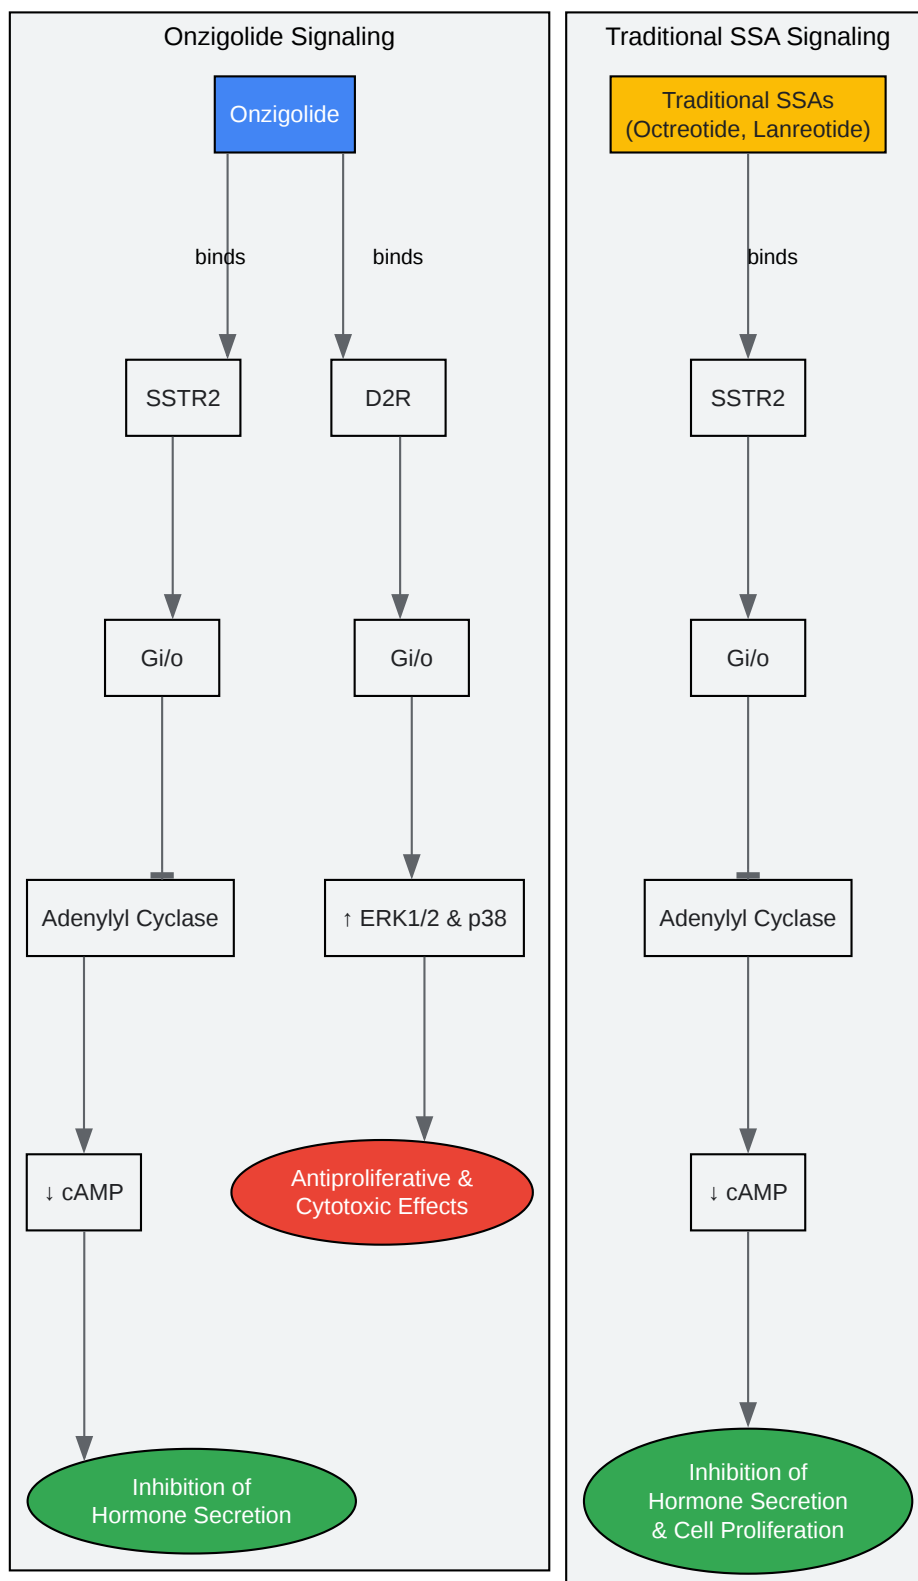 Onzigolide Signaling
Onzigolide
binds
binds
SSTR2
D2R
Gi/o
Gi/o
Adenylyl Cyclase
↑ ERK1/2 & p38
↓ cAMP
Antiproliferative &
Cytotoxic Effects
Inhibition of
Hormone Secretion
Traditional SSA Signaling
Traditional SSAs
(Octreotide, Lanreotide)
binds
SSTR2
Gi/o
Adenylyl Cyclase
↓ cAMP
Inhibition of
Hormone Secretion
& Cell Proliferation